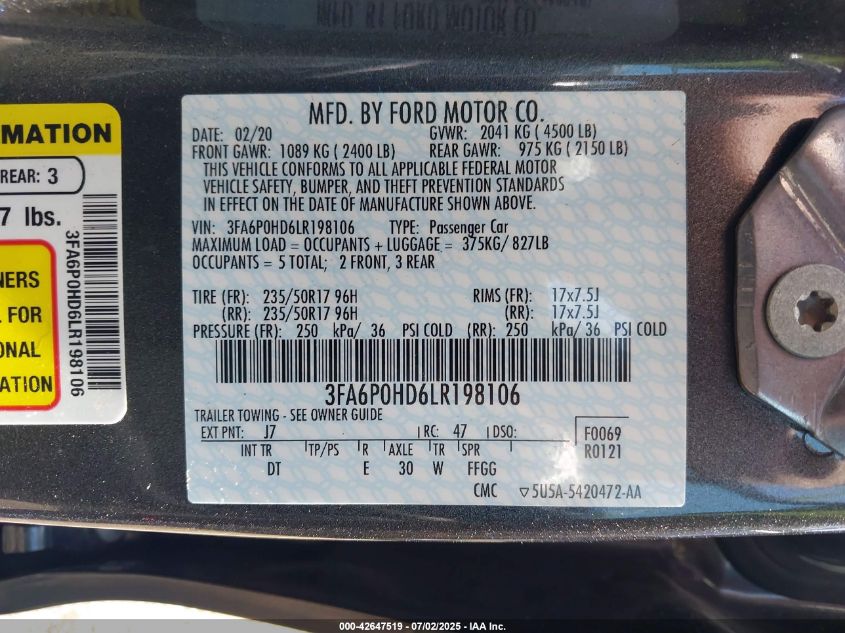 MFD. BY FORD MOTOR CO.
MATION
REAR: 3
7 lbs.
NERS
L FOR
ONAL
ATION
3FA6P0HD6LR198106
MFD. BY FORD MOTOR CO.
DATE: 02/20 GVWR: 2041 KG ( 4500 LB)
FRONT GAWR: 1089 KG ( 2400 LB) REAR GAWR: 975 KG ( 2150 LB)
THIS VEHICLE CONFORMS TO ALL APPLICABLE FEDERAL MOTOR
VEHICLE SAFETY, BUMPER, AND THEFT PREVENTION STANDARDS
IN EFFECT ON THE DATE OF MANUFACTURE SHOWN ABOVE.
VIN: 3FA6P0HD6LR198106 TYPE: Passenger Car
MAXIMUM LOAD = OCCUPANTS + LUGGAGE = 375KG/ 827LB
OCCUPANTS = 5 TOTAL; 2 FRONT, 3 REAR
TIRE (FR): 235/50R17 96H RIMS (FR): 17x7.5J
(RR): 235/50R17 96H (RR): 17x7.5J
PRESSURE (FR): 250 kPa/ 36 PSI COLD (RR): 250 kPa/ 36 PSI COLD
3FA6P0HD6LR198106
TRAILER TOWING - SEE OWNER GUIDE
EXT PNT: J7 RC: 47 DSO: F0069
INT TR TP/PS R AXLE TR SPR R0121
DT E 30 W FFGG
CMC ▽5U5A-5420472-AA
000-42647519 - 07/02/2025 - IAA Inc.